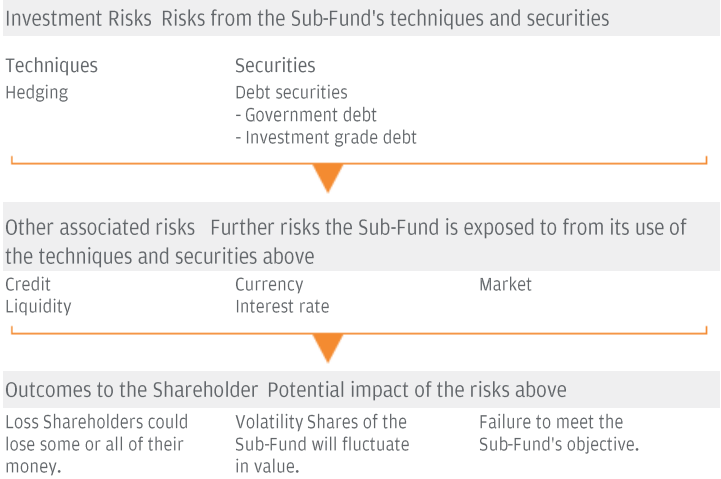 Investment Risks Risks from the Sub-Fund's techniques and securities
Techniques
Hedging
Securities
Debt securities
- Government debt
- Investment grade debt
Other associated risks Further risks the Sub-Fund is exposed to from its use of
the techniques and securities above
Credit
Liquidity
Currency
Interest rate
Market
Outcomes to the Shareholder Potential impact of the risks above
Loss Shareholders could
lose some or all of their
money.
Volatility Shares of the
Sub-Fund will fluctuate
in value.
Failure to meet the
Sub-Fund's objective.